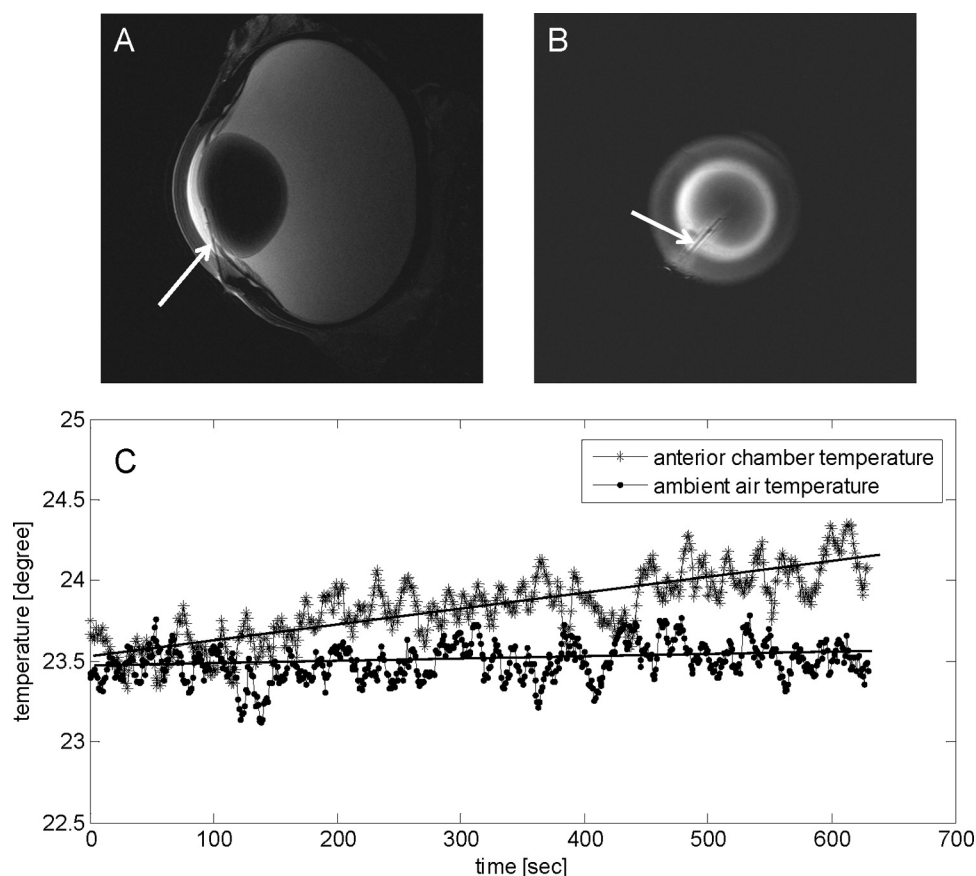 A
B
25
24.5
24
23.5
23
22.5
C
anterior chamber temperature
ambient air temperature
temperature [degree]
0
100
200
300
400
500
600
700
time [sec]